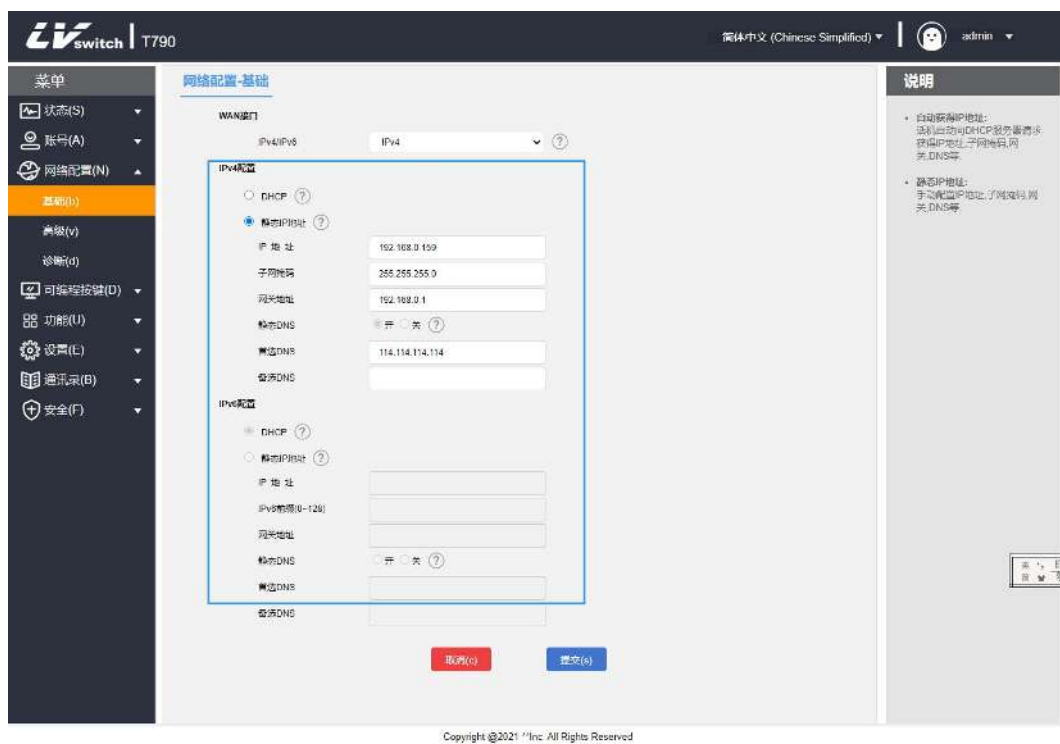 LVswitch T790
简体中文 (Chinese Simplified)
admin
菜单
状态(S)
账号(A)
网络配置(N)
基础(b)
高级(v)
诊断(d)
可编程按键(D)
功能(U)
设置(E)
通讯录(B)
安全(F)
网络配置-基础
WAN接口
IPv4/IPv6 IPv4
IPv4配置
DHCP
静态IP地址
IP 地 址 192.168.0.159
子网掩码 255.255.255.0
网关地址 192.168.0.1
静态DNS 开 关
首选DNS 114.114.114.114
备选DNS
IPv6配置
DHCP
静态IP地址
IP 地 址
IPv6前缀(0~128)
网关地址
静态DNS 开 关
首选DNS
备选DNS
取消(c) 提交(s)
说明
自动获得IP地址:
话机自动向DHCP服务器请求
获得IP地址,子网掩码,网
关,DNS等.
静态IP地址:
手动配置IP地址,子网掩码,网
关,DNS等
Copyright @2021 ^^Inc. All Rights Reserved